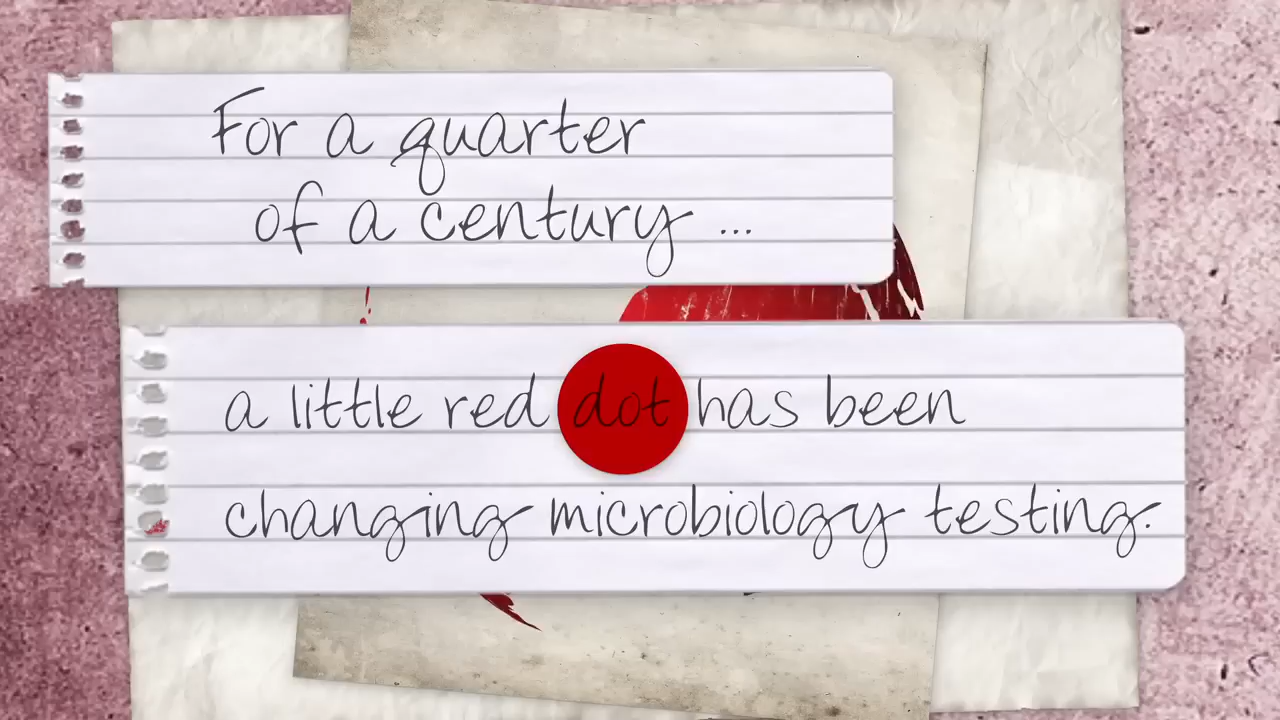 For a quarter
of a century ...
a little red dot has been
changing microbiology testing.